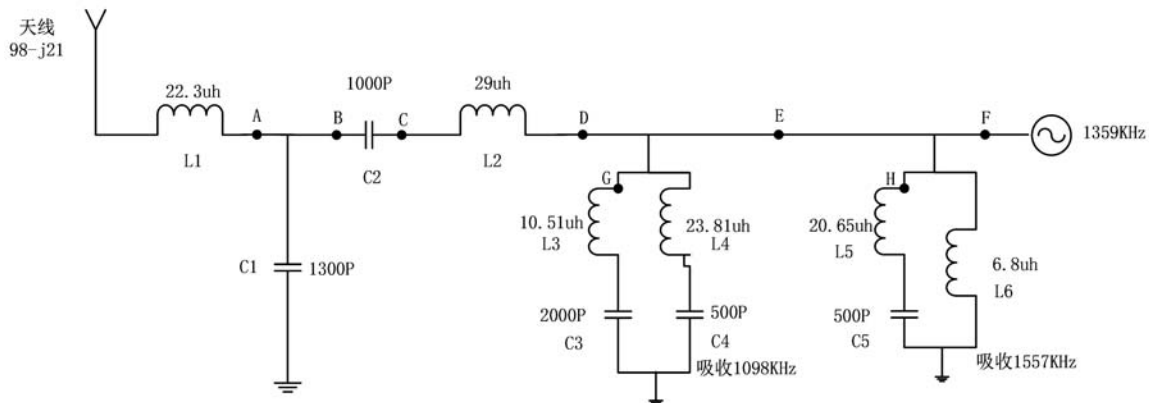 天线
98-j21
22.3uh
L1
A
B
1000P
C2
C
29uh
L2
D
E
F
1359KHz
C1
1300P
G
10.51uh
L3
23.81uh
L4
2000P
C3
500P
C4
吸收1098KHz
H
20.65uh
L5
6.8uh
L6
500P
C5
吸收1557KHz